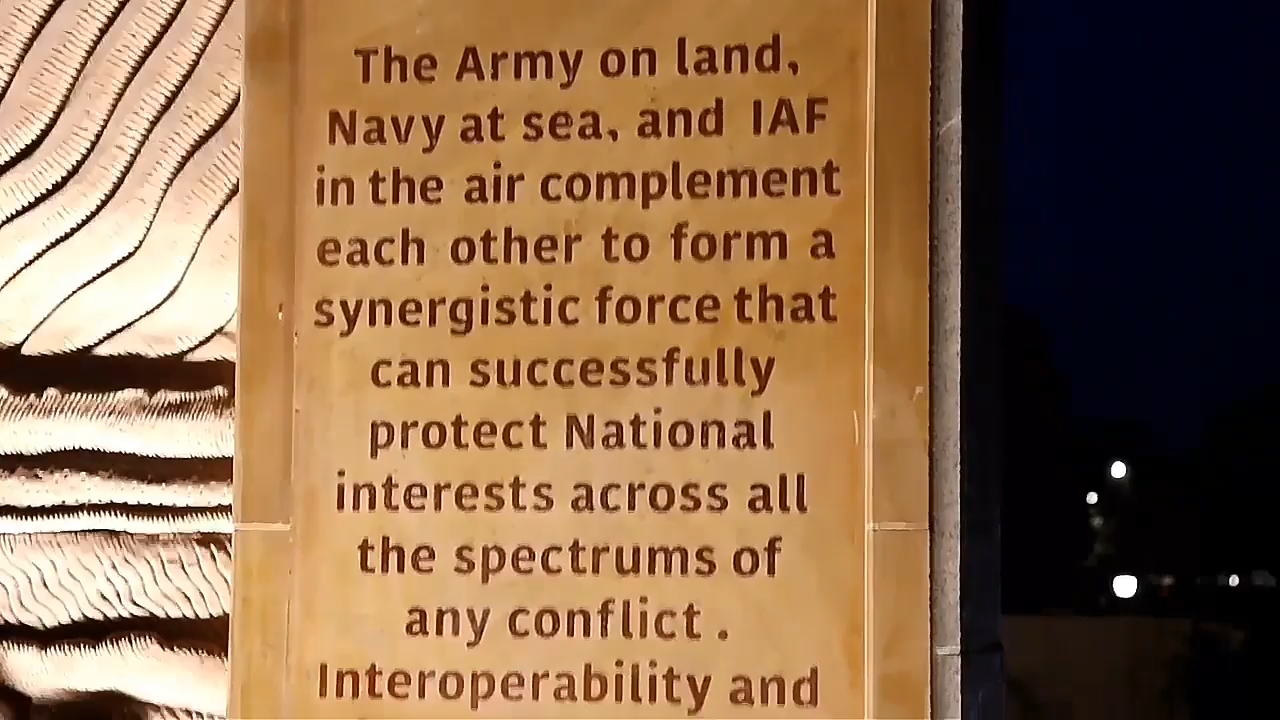 The Army on land,
Navy at sea, and IAF
in the air complement
each other to form a
synergistic force that
can successfully
protect National
interests across all
the spectrums of
any conflict .
Interoperability and